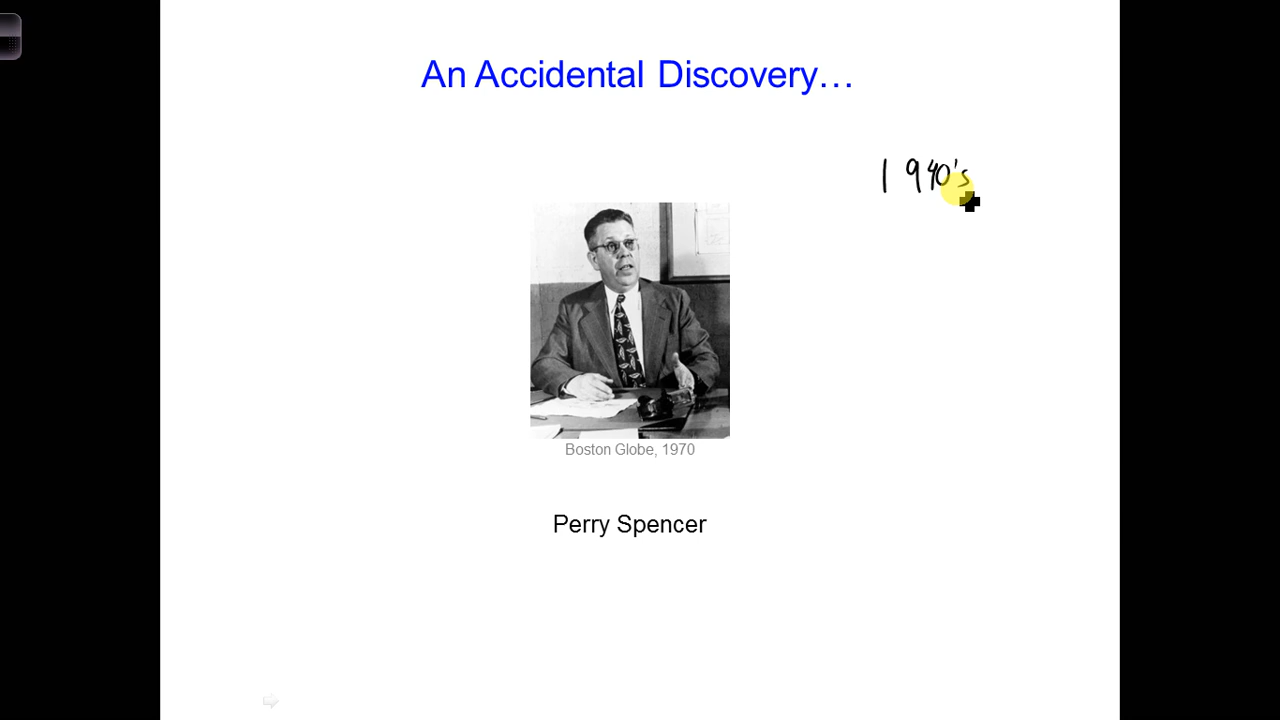 An Accidental Discovery…
1940's
Boston Globe, 1970
Perry Spencer